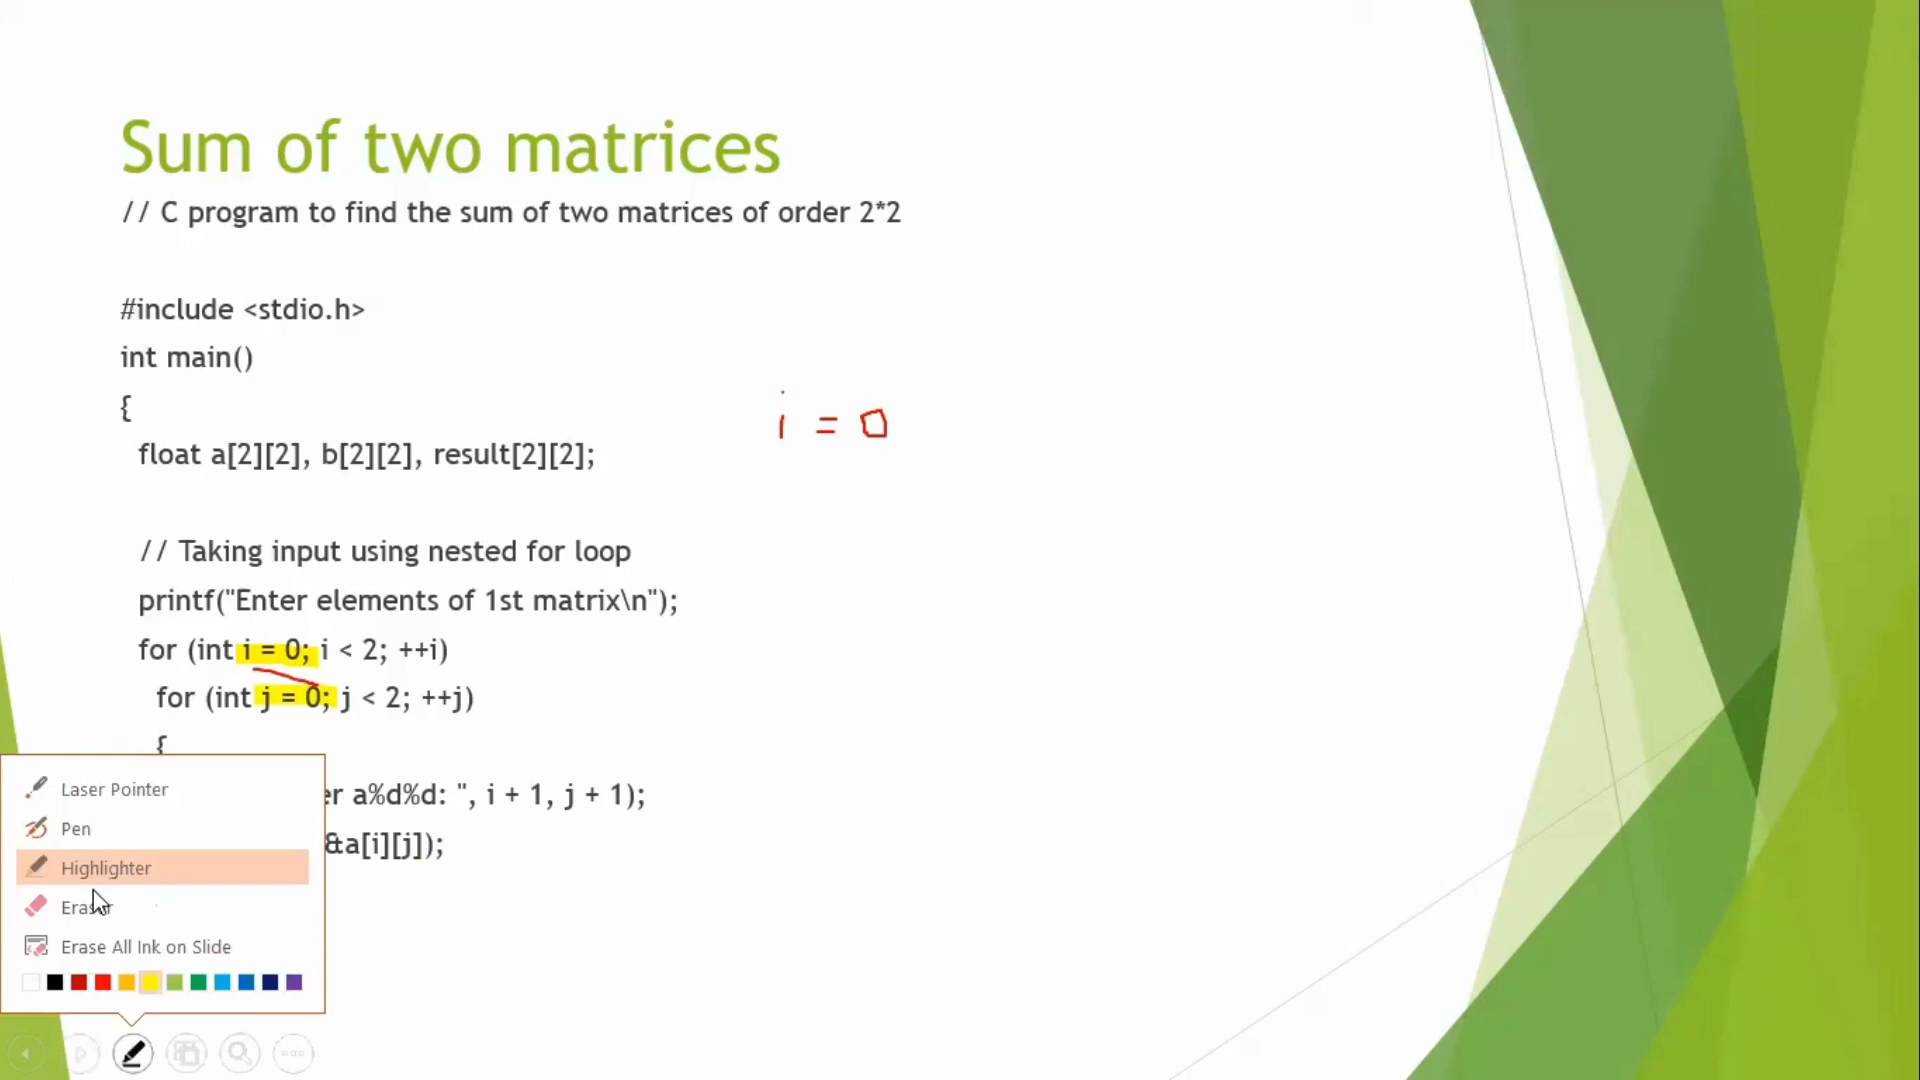 Sum of two matrices
// C program to find the sum of two matrices of order 2*2
#include <stdio.h>
int main()
{
i = 0
float a[2][2], b[2][2], result[2][2];
// Taking input using nested for loop
printf("Enter elements of 1st matrix\n");
for (int i = 0; i < 2; ++i)
for (int j = 0; j < 2; ++j)
{
er a%d%d: ", i + 1, j + 1);
&a[i][j]);
Laser Pointer
Pen
Highlighter
Eraser
Erase All Ink on Slide